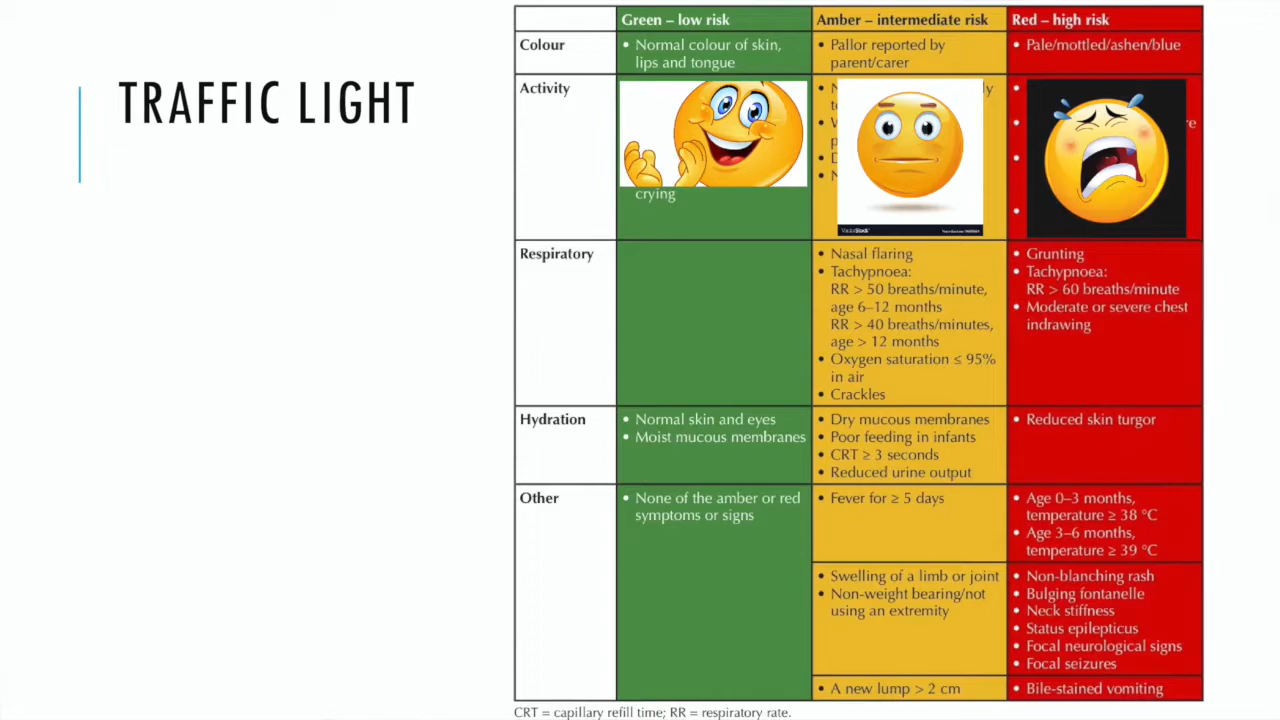 TRAFFIC LIGHT
Green – low risk
Amber – intermediate risk
Red – high risk
Colour
• Normal colour of skin,
lips and tongue
• Pallor reported by
parent/carer
• Pale/mottled/ashen/blue
Activity
crying
Respiratory
• Nasal flaring
• Tachypnoea:
RR > 50 breaths/minute,
age 6–12 months
RR > 40 breaths/minutes,
age > 12 months
• Oxygen saturation ≤ 95%
in air
• Crackles
• Grunting
• Tachypnoea:
RR > 60 breaths/minute
• Moderate or severe chest
indrawing
Hydration
• Normal skin and eyes
• Moist mucous membranes
• Dry mucous membranes
• Poor feeding in infants
• CRT ≥ 3 seconds
• Reduced urine output
• Reduced skin turgor
Other
• None of the amber or red
symptoms or signs
• Fever for ≥ 5 days
• Age 0–3 months,
temperature ≥ 38 °C
• Age 3–6 months,
temperature ≥ 39 °C
• Swelling of a limb or joint
• Non-weight bearing/not
using an extremity
• Non-blanching rash
• Bulging fontanelle
• Neck stiffness
• Status epilepticus
• Focal neurological signs
• Focal seizures
• A new lump > 2 cm
• Bile-stained vomiting
CRT = capillary refill time; RR = respiratory rate.